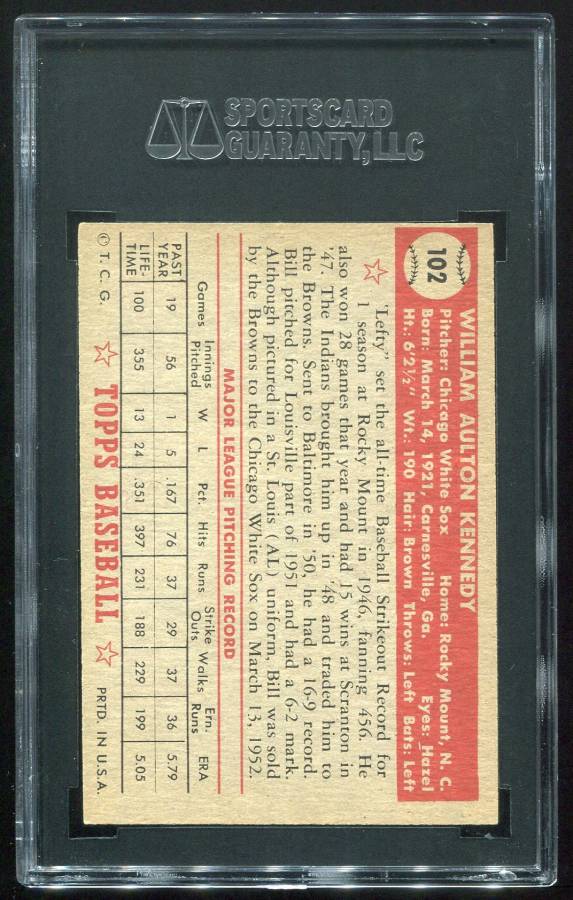 SPORTSCARD
GUARANTY, LLC
102
WILLIAM AULTON KENNEDY
Pitcher: Chicago White Sox Home: Rocky Mount, N. C.
Born: March 14, 1921, Carnesville, Ga. Eyes: Hazel
Ht.: 6'2½" Wt.: 190 Hair: Brown Throws: Left Bats: Left
"Lefty" set the all-time Baseball Strikeout Record for
1 season at Rocky Mount in 1946, fanning 456. He
also won 28 games that year and had 15 wins at Scranton in
'47. The Indians brought him up in '48 and traded him to
the Browns. Sent to Baltimore in '50, he had a 16-9 record.
Bill pitched for Louisville part of 1951 and had a 6-2 mark.
Although pictured in a St. Louis (AL) uniform, Bill was sold
by the Browns to the Chicago White Sox on March 13, 1952.
MAJOR LEAGUE PITCHING RECORD
Games Innings Pitched W L Pct. Hits Runs Strike Outs Walks Ern. Runs ERA
PAST YEAR 19 56 1 5 .167 76 37 29 37 36 5.79
LIFE-TIME 100 355 13 24 .351 397 231 188 229 199 5.05
© T. C. G. TOPPS BASEBALL PRTD. IN U.S.A.